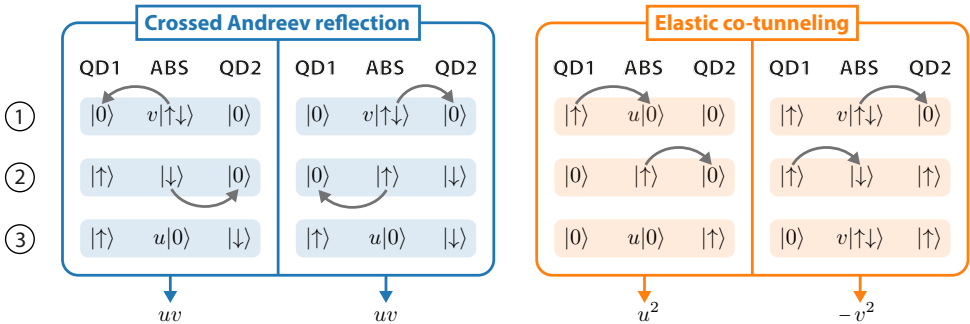 Crossed Andreev reflection Elastic co-tunneling
QD1 ABS QD2 QD1 ABS QD2 QD1 ABS QD2 QD1 ABS QD2
1 |0⟩ v|↑↓⟩ |0⟩ |0⟩ v|↑↓⟩ |0⟩ |↑⟩ u|0⟩ |0⟩ |↑⟩ v|↑↓⟩ |0⟩
2 |↑⟩ |↓⟩ |0⟩ |0⟩ |↑⟩ |↓⟩ |0⟩ |↑⟩ |0⟩ |↑⟩ |↓⟩ |↑⟩
3 |↑⟩ u|0⟩ |↓⟩ |↑⟩ u|0⟩ |↓⟩ |0⟩ u|0⟩ |↑⟩ |0⟩ v|↑↓⟩ |↑⟩
uv uv u² −v²